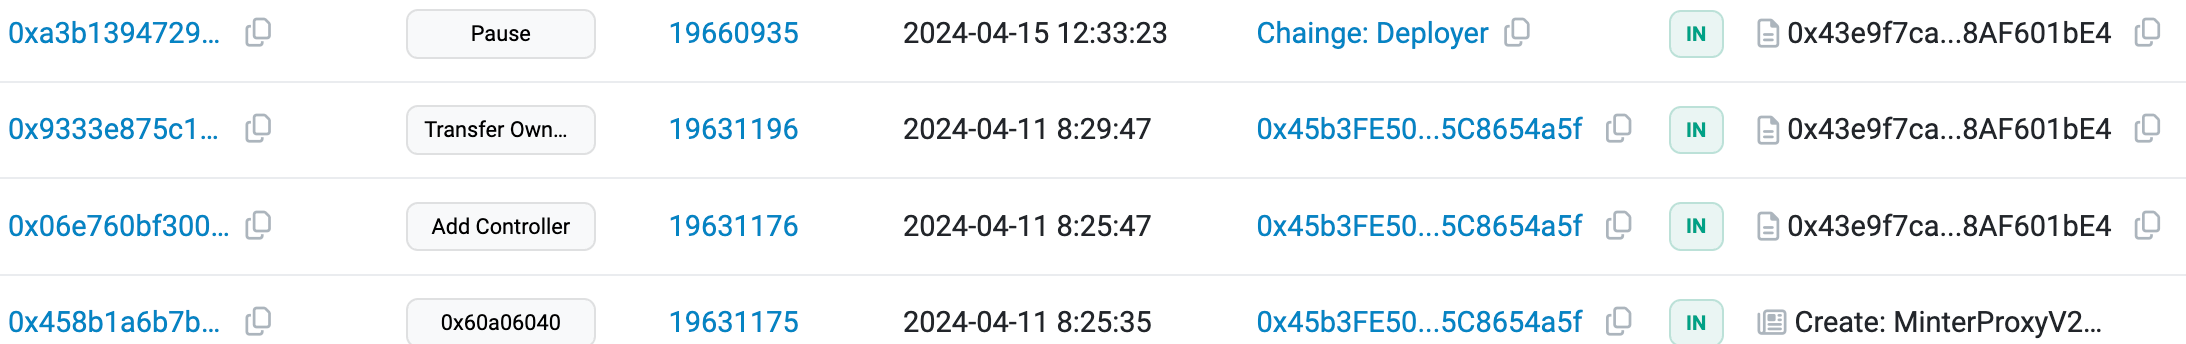 0xa3b1394729... Pause 19660935 2024-04-15 12:33:23 Chainge: Deployer IN 0x43e9f7ca...8AF601bE4
0x9333e875c1... Transfer Own... 19631196 2024-04-11 8:29:47 0x45b3FE50...5C8654a5f IN 0x43e9f7ca...8AF601bE4
0x06e760bf300... Add Controller 19631176 2024-04-11 8:25:47 0x45b3FE50...5C8654a5f IN 0x43e9f7ca...8AF601bE4
0x458b1a6b7b... 0x60a06040 19631175 2024-04-11 8:25:35 0x45b3FE50...5C8654a5f IN Create: MinterProxyV2...